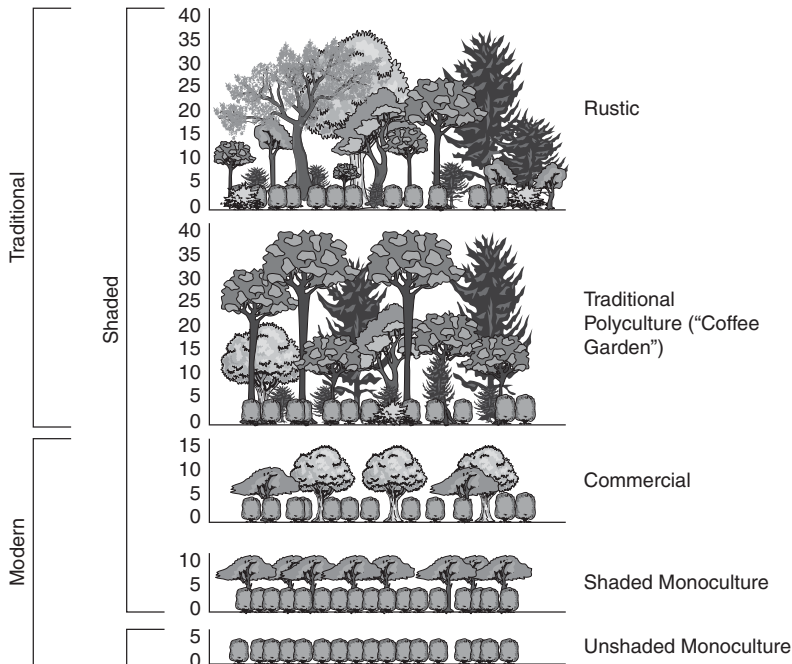 Traditional
Modern
Shaded
40
35
30
25
20
15
10
5
0
Rustic
40
35
30
25
20
15
10
5
0
Traditional
Polyculture (“Coffee
Garden”)
15
10
5
0
Commercial
10
5
0
Shaded Monoculture
5
0
Unshaded Monoculture